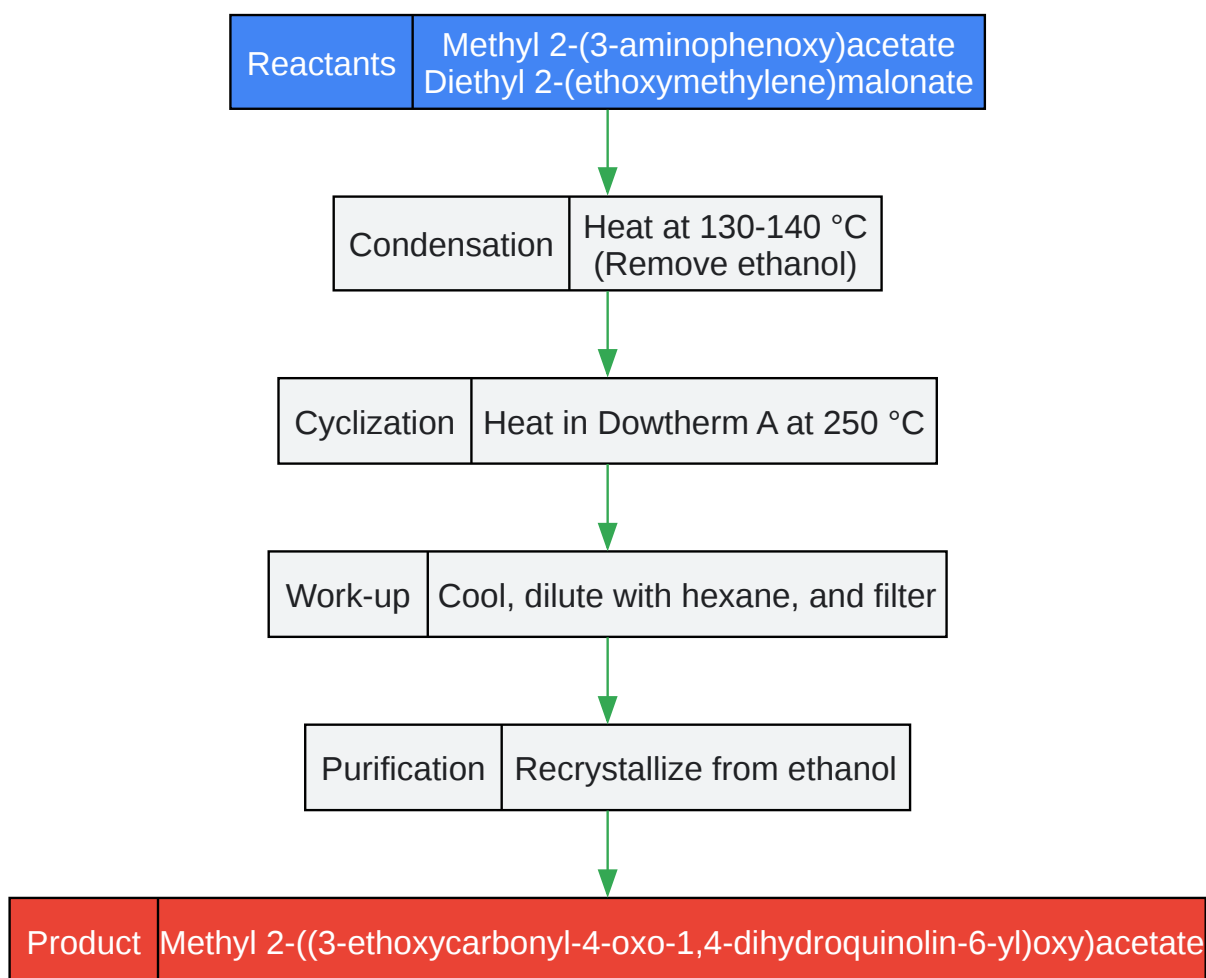 Reactants
Methyl 2-(3-aminophenoxy)acetate
Diethyl 2-(ethoxymethylene)malonate
Condensation
Heat at 130-140 °C
(Remove ethanol)
Cyclization
Heat in Dowtherm A at 250 °C
Work-up
Cool, dilute with hexane, and filter
Purification
Recrystallize from ethanol
Product
Methyl 2-((3-ethoxycarbonyl-4-oxo-1,4-dihydroquinolin-6-yl)oxy)acetate